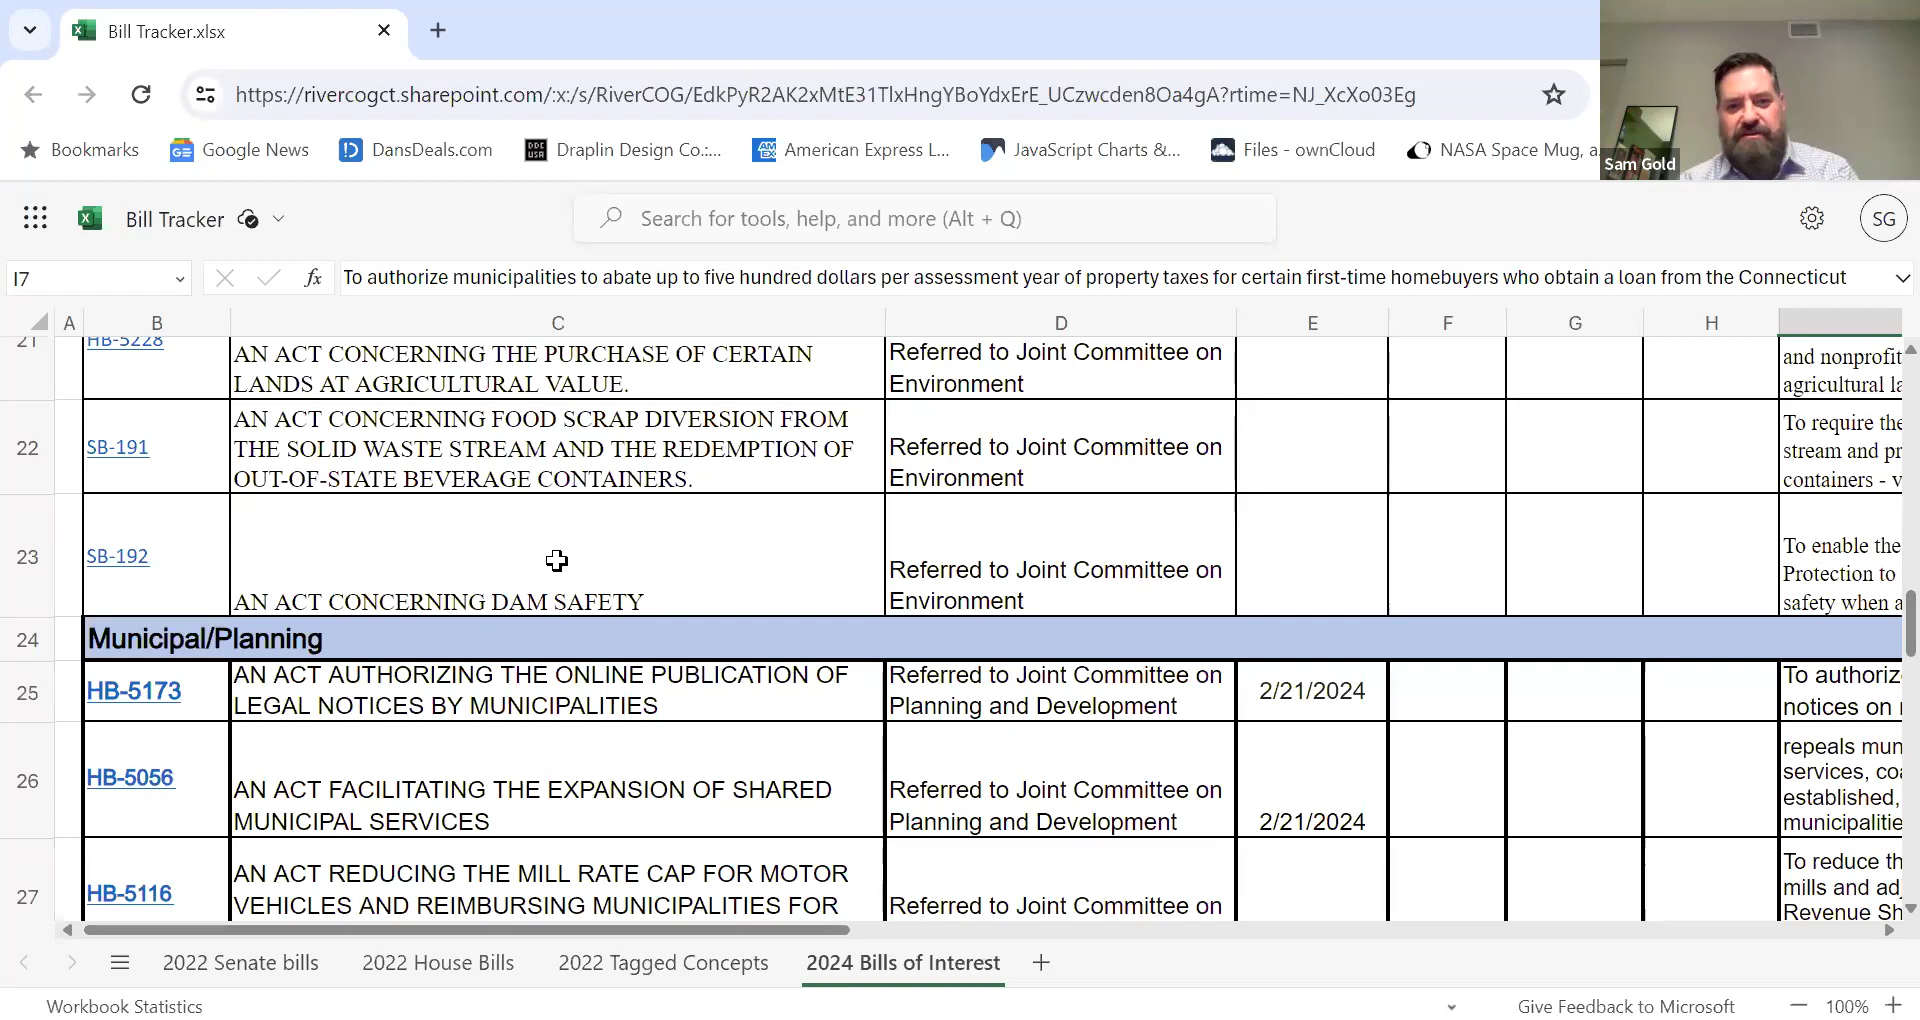 Bill Tracker.xlsx
https://rivercogct.sharepoint.com/:x:/s/RiverCOG/EdkPyR2AK2xMtE31TlxHngYBoYdxErE_UCzwcden8Oa4gA?rtime=NJ_XcXo03Eg
Bookmarks
Google News
DansDeals.com
DDC
USA
Draplin Design Co.:...
AM
EX
American Express L...
JavaScript Charts &...
Files - ownCloud
NASA Space Mug, a
Sam Gold
Bill Tracker
Search for tools, help, and more (Alt + Q)
SG
I7
fx
To authorize municipalities to abate up to five hundred dollars per assessment year of property taxes for certain first-time homebuyers who obtain a loan from the Connecticut
A B C D E F G H
21
HB-5228
AN ACT CONCERNING THE PURCHASE OF CERTAIN
LANDS AT AGRICULTURAL VALUE.
Referred to Joint Committee on
Environment
and nonprofit
agricultural la
22
SB-191
AN ACT CONCERNING FOOD SCRAP DIVERSION FROM
THE SOLID WASTE STREAM AND THE REDEMPTION OF
OUT-OF-STATE BEVERAGE CONTAINERS.
Referred to Joint Committee on
Environment
To require the
stream and pr
containers - v
23
SB-192
AN ACT CONCERNING DAM SAFETY
Referred to Joint Committee on
Environment
To enable the
Protection to
safety when a
24
Municipal/Planning
25
HB-5173
AN ACT AUTHORIZING THE ONLINE PUBLICATION OF
LEGAL NOTICES BY MUNICIPALITIES
Referred to Joint Committee on
Planning and Development
2/21/2024
To authoriz
notices on
26
HB-5056
AN ACT FACILITATING THE EXPANSION OF SHARED
MUNICIPAL SERVICES
Referred to Joint Committee on
Planning and Development
2/21/2024
repeals mun
services, coa
established,
municipalitie
27
HB-5116
AN ACT REDUCING THE MILL RATE CAP FOR MOTOR
VEHICLES AND REIMBURSING MUNICIPALITIES FOR
Referred to Joint Committee on
To reduce th
mills and adj
Revenue Sh
2022 Senate bills
2022 House Bills
2022 Tagged Concepts
2024 Bills of Interest
Workbook Statistics
Give Feedback to Microsoft
100%